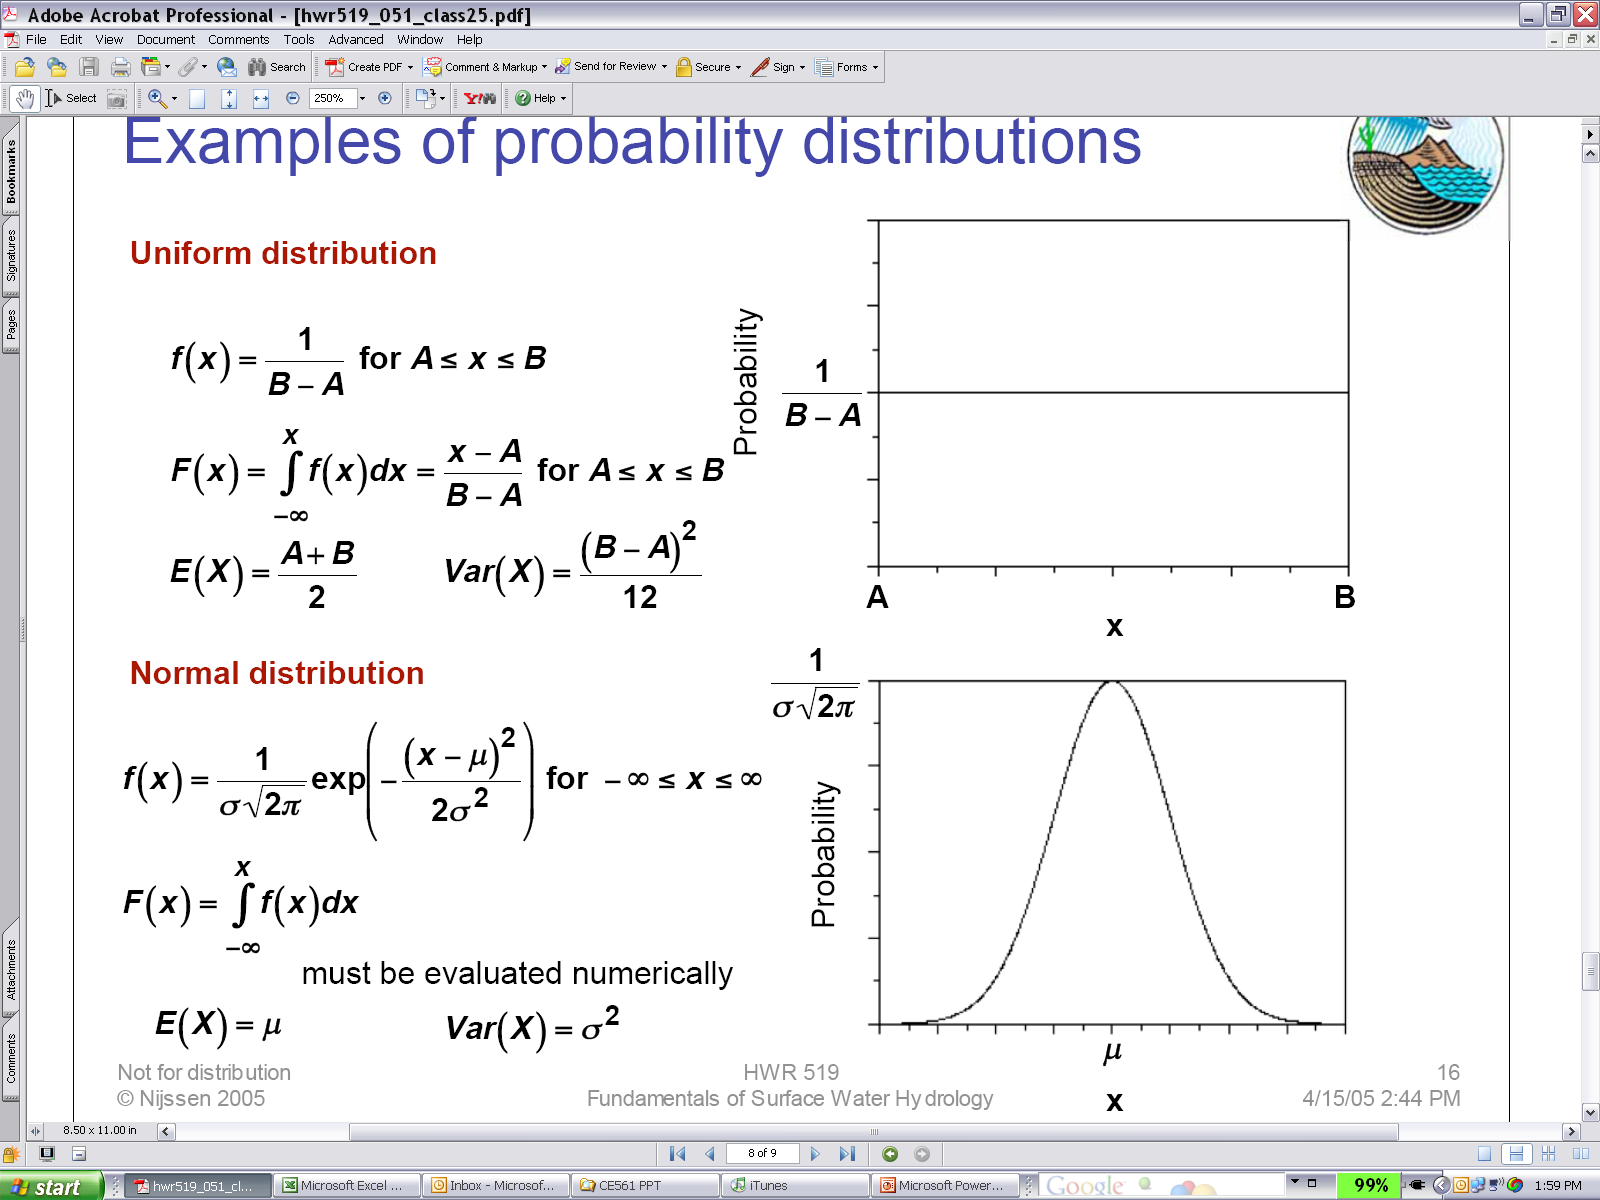 Adobe Acrobat Professional - [hwr519_051_class25.pdf]
File Edit View Document Comments Tools Advanced Window Help
Search Create PDF Comment & Markup Send for Review Secure Sign Forms
Select 250% Y! Help
Bookmarks
Signatures
Pages
Attachments
Comments
Examples of probability distributions
Uniform distribution
f(x) = 1 / (B – A) for A ≤ x ≤ B
F(x) = ∫_{–∞}^{x} f(x)dx = (x – A) / (B – A) for A ≤ x ≤ B
E(X) = (A + B) / 2 Var(X) = (B – A)² / 12
Probability
1 / (B – A)
A B
x
Normal distribution
f(x) = 1 / (σ√2π) exp(– (x – μ)² / 2σ²) for – ∞ ≤ x ≤ ∞
F(x) = ∫_{–∞}^{x} f(x)dx
must be evaluated numerically
E(X) = μ Var(X) = σ²
1 / (σ√2π)
Probability
μ
x
Not for distribution HWR 519 16
© Nijssen 2005 Fundamentals of Surface Water Hydrology 4/15/05 2:44 PM
8.50 x 11.00 in
8 of 9
start hwr519_051_cl... Microsoft Excel ... Inbox - Microsof... CE561 PPT iTunes Microsoft Power... Google 99% 1:59 PM